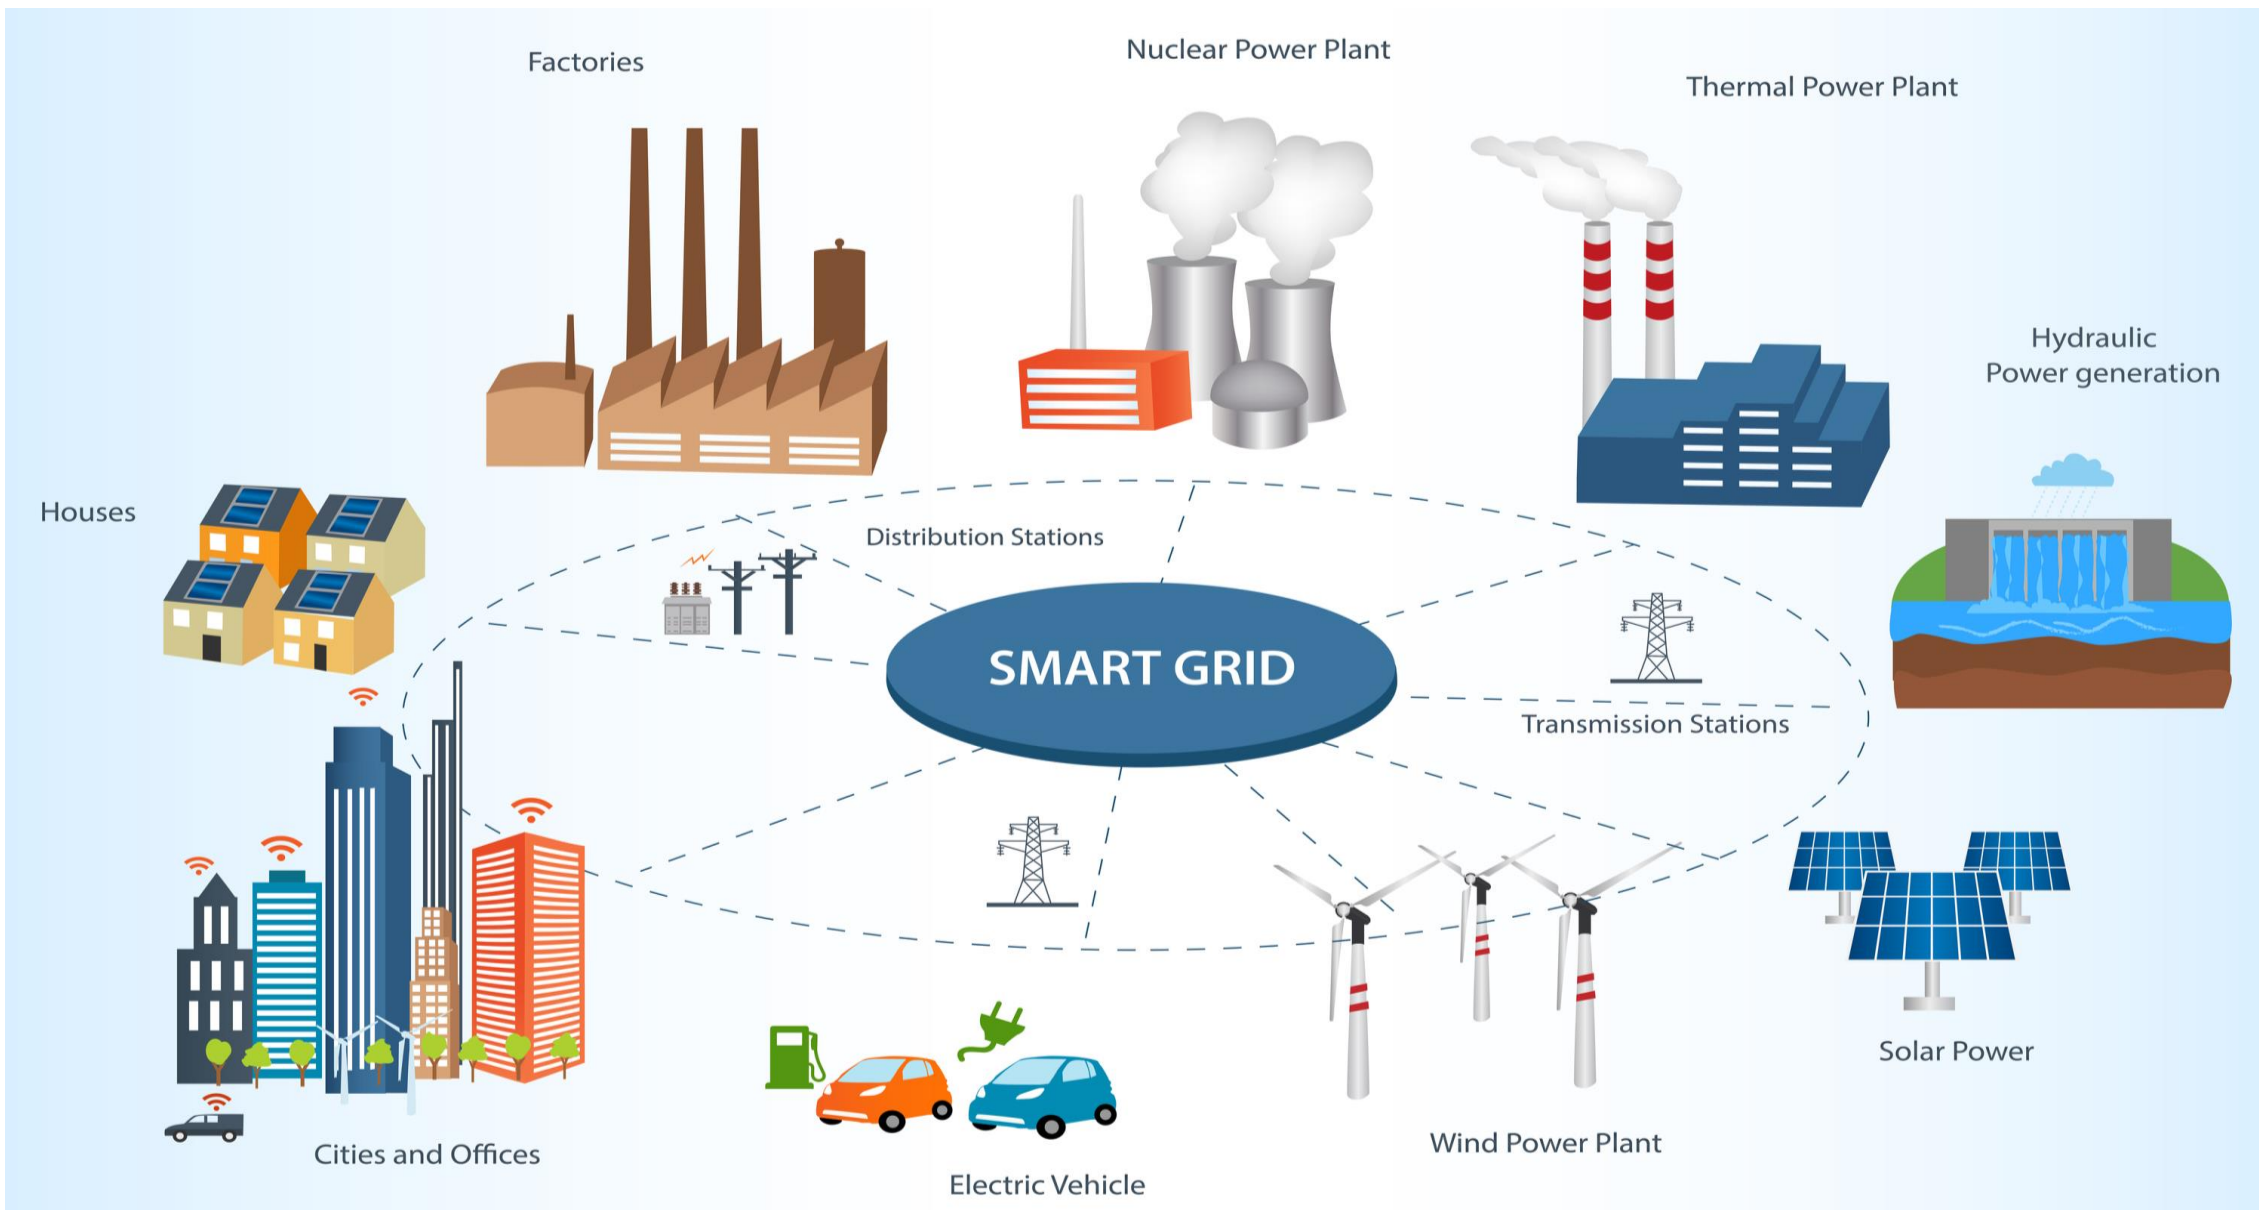 Factories
Nuclear Power Plant
Thermal Power Plant
Hydraulic
Power generation
Houses
Distribution Stations
SMART GRID
Transmission Stations
Solar Power
Wind Power Plant
Cities and Offices
Electric Vehicle